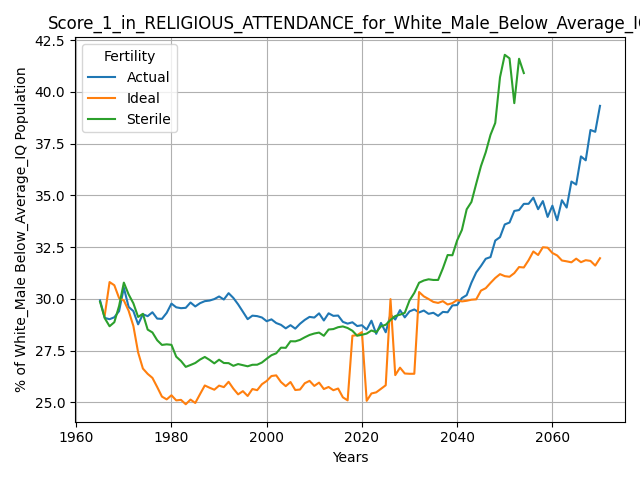 Score_1_in_RELIGIOUS_ATTENDANCE_for_White_Male_Below_Average_I
% of White_Male Below_Average_IQ Population
42.5
40.0
37.5
35.0
32.5
30.0
27.5
25.0
Fertility
Actual
Ideal
Sterile
1960
1980
2000
2020
2040
2060
Years